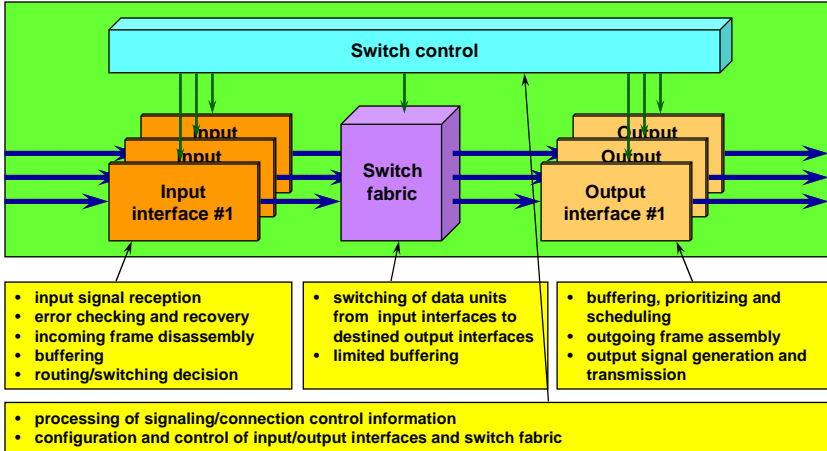 Switch control
Input
Input
Input
interface #1
Switch
fabric
Output
Output
Output
interface #1
• input signal reception
• error checking and recovery
• incoming frame disassembly
• buffering
• routing/switching decision
• switching of data units
from input interfaces to
destined output interfaces
• limited buffering
• buffering, prioritizing and
scheduling
• outgoing frame assembly
• output signal generation and
transmission
• processing of signaling/connection control information
• configuration and control of input/output interfaces and switch fabric